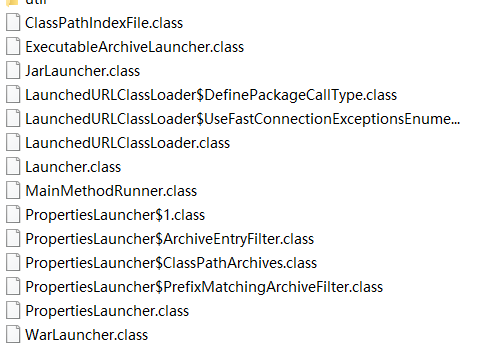 util
ClassPathIndexFile.class
ExecutableArchiveLauncher.class
JarLauncher.class
LaunchedURLClassLoader$DefinePackageCallType.class
LaunchedURLClassLoader$UseFastConnectionExceptionsEnume...
LaunchedURLClassLoader.class
Launcher.class
MainMethodRunner.class
PropertiesLauncher$1.class
PropertiesLauncher$ArchiveEntryFilter.class
PropertiesLauncher$ClassPathArchives.class
PropertiesLauncher$PrefixMatchingArchiveFilter.class
PropertiesLauncher.class
WarLauncher.class